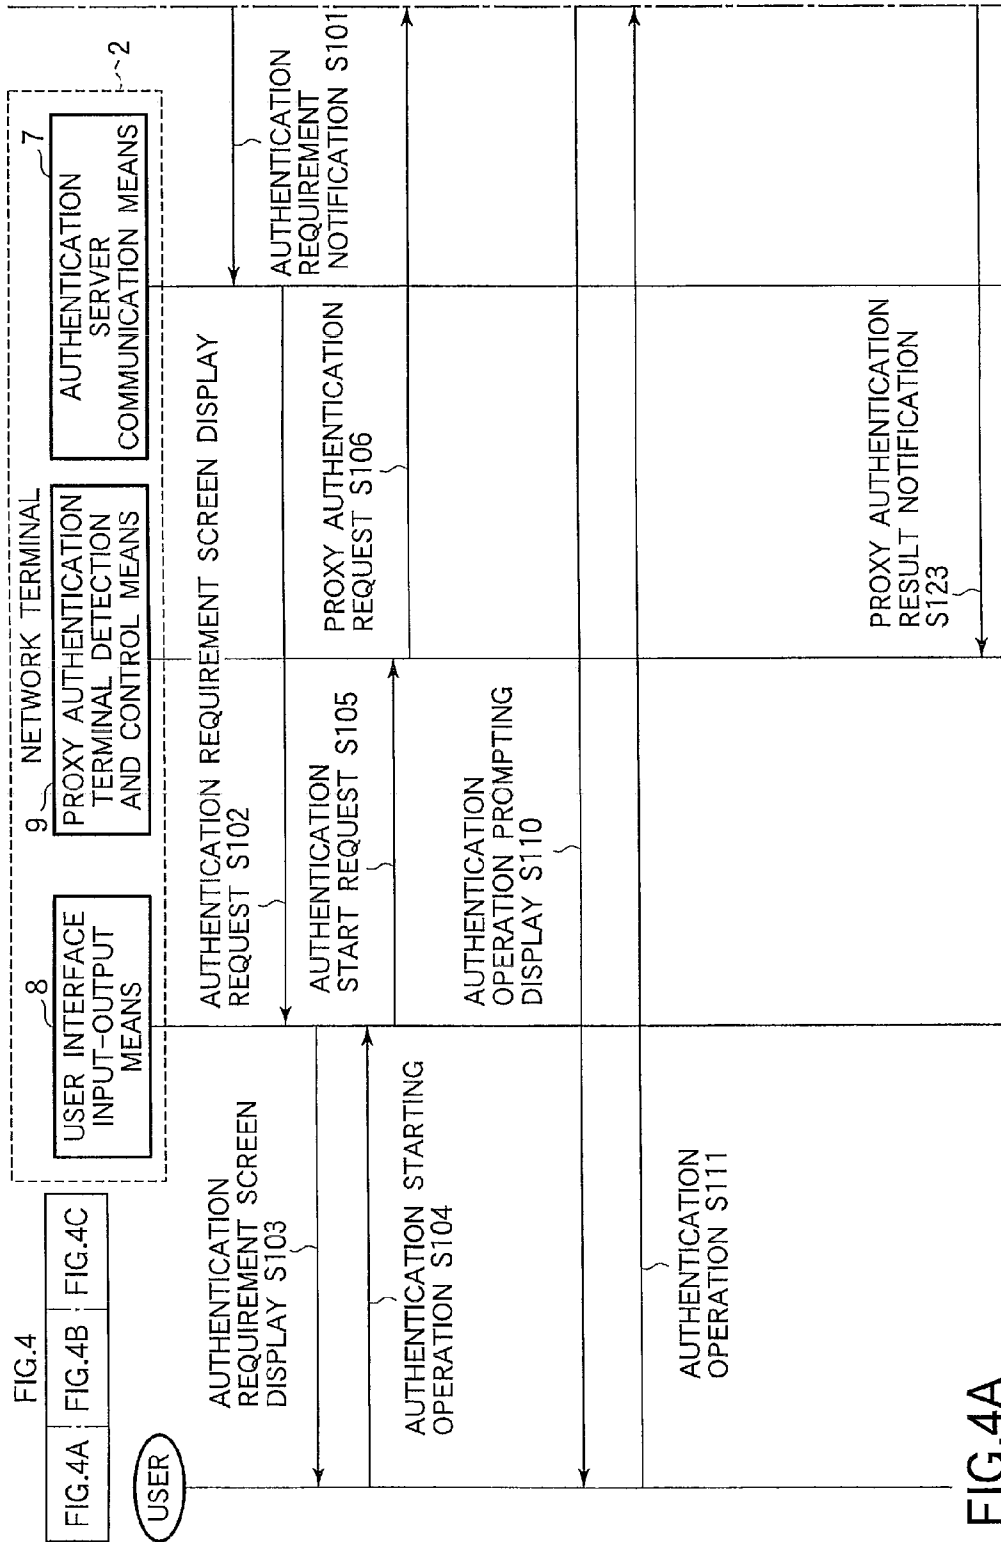 FIG.4
FIG.4A FIG.4B FIG.4C
USER
NETWORK TERMINAL
2
8
USER INTERFACE
INPUT-OUTPUT
MEANS
9
PROXY AUTHENTICATION
TERMINAL DETECTION
AND CONTROL MEANS
7
AUTHENTICATION
SERVER
COMMUNICATION MEANS
AUTHENTICATION
REQUIREMENT
NOTIFICATION S101
AUTHENTICATION REQUIREMENT SCREEN DISPLAY
REQUEST S102
AUTHENTICATION
REQUIREMENT SCREEN
DISPLAY S103
AUTHENTICATION STARTING
OPERATION S104
AUTHENTICATION
START REQUEST S105
PROXY AUTHENTICATION
REQUEST S106
AUTHENTICATION
OPERATION PROMPTING
DISPLAY S110
AUTHENTICATION
OPERATION S111
PROXY AUTHENTICATION
RESULT NOTIFICATION
S123
FIG.4A